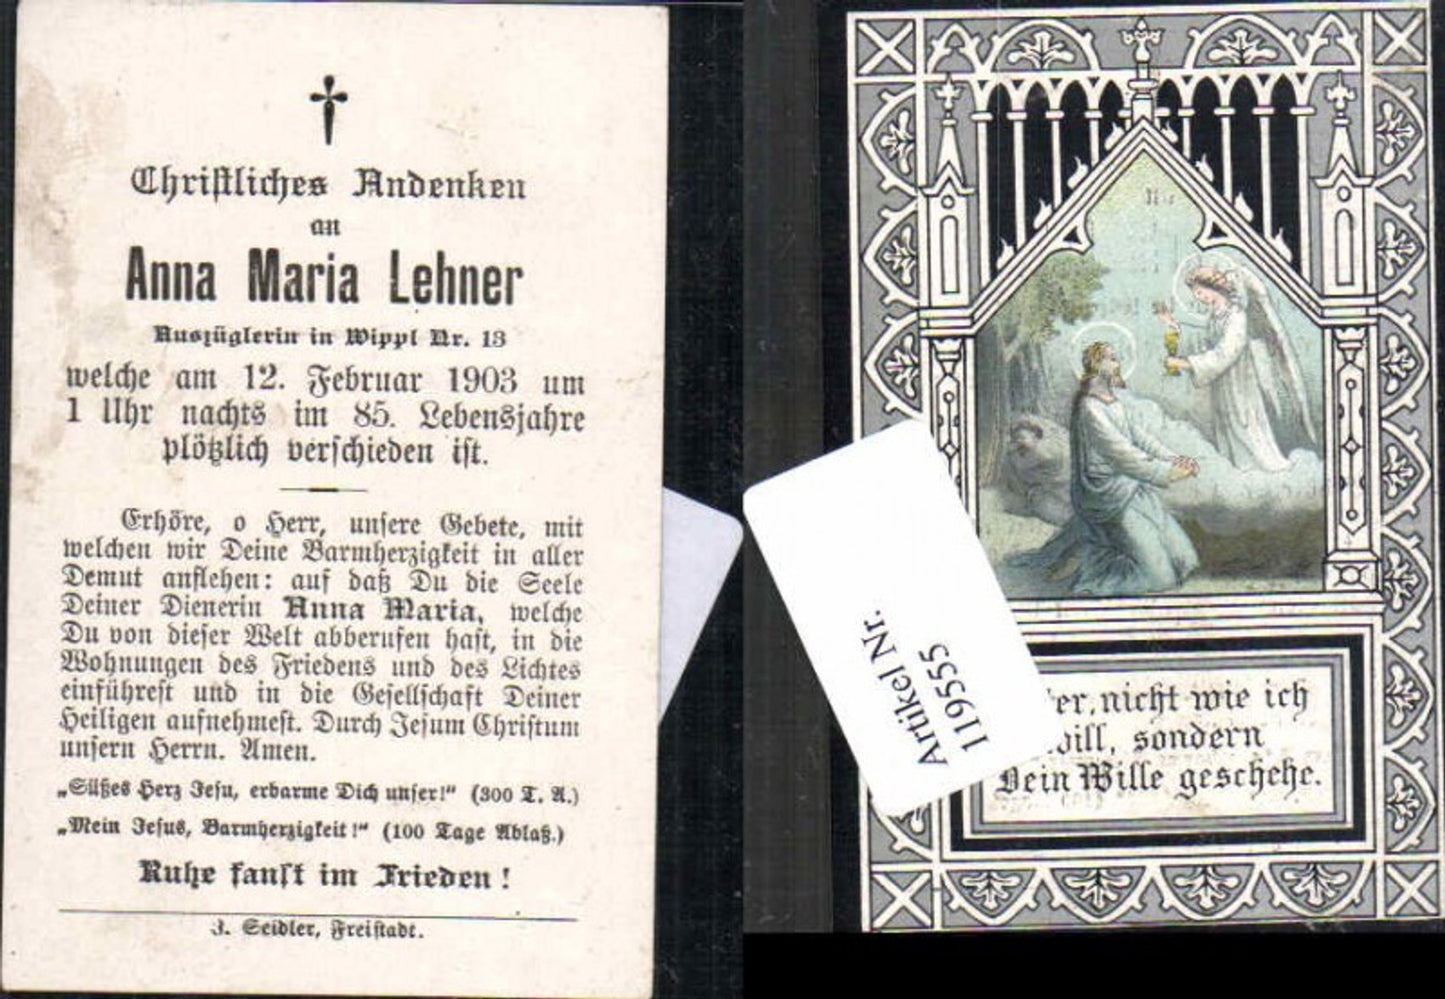 Christliches Andenken
an
Anna Maria Lehner
Auszüglerin in Wippl Nr. 13
welche am 12. Februar 1903 um
1 Uhr nachts im 85. Lebensjahre
plötzlich verschieden ist.
Erhöre, o Herr, unsere Gebete, mit
welchen wir Deine Barmherzigkeit in aller
Demut anflehen: auf daß Du die Seele
Deiner Dienerin Anna Maria, welche
Du von dieser Welt abberufen hast, in die
Wohnungen des Friedens und des Lichtes
einführest und in die Gesellschaft Deiner
Heiligen aufnehmest. Durch Jesum Christum
unsern Herrn. Amen.
„Süßes Herz Jesu, erbarme Dich unser!" (300 T. A.)
„Mein Jesus, Barmherzigkeit!" (100 Tage Ablaß.)
Ruhe sanft im Frieden!
J. Seidler, Freistadt.
Artikel Nr.
119555
ter, nicht wie ich
will, sondern
Dein Wille geschehe.